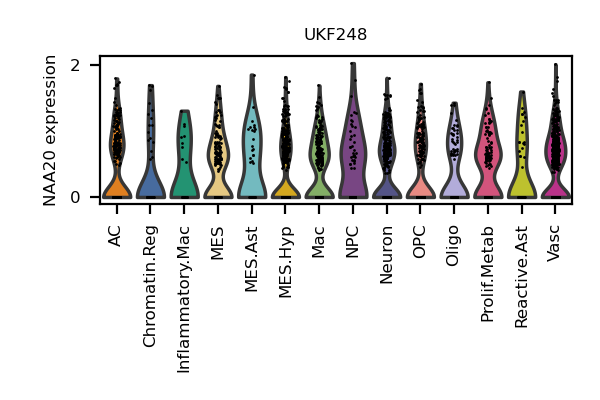 UKF248
NAA20 expression
2
0
AC
Chromatin.Reg
Inflammatory.Mac
MES
MES.Ast
MES.Hyp
Mac
NPC
Neuron
OPC
Oligo
Prolif.Metab
Reactive.Ast
Vasc